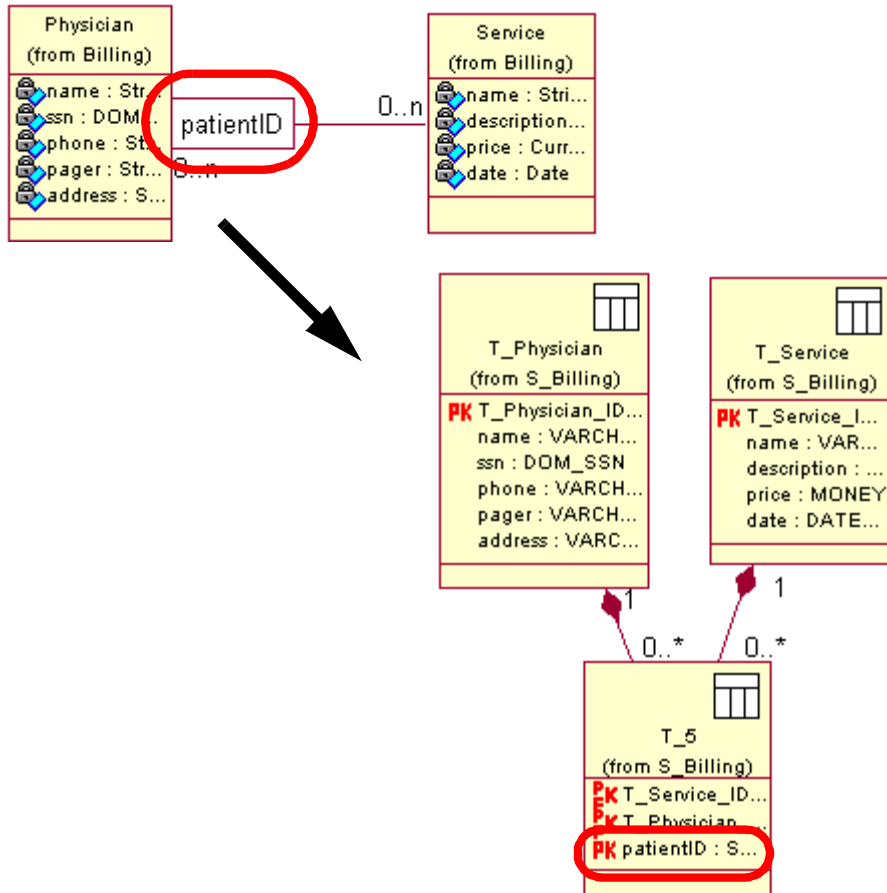 Physician
(from Billing)
name : Str...
ssn : DOM...
phone : St...
pager : Str...
address : S...
patientID
0..n
0..n
Service
(from Billing)
name : Stri...
description...
price : Curr...
date : Date
T_Physician
(from S_Billing)
PK T_Physician_ID...
name : VARCH...
ssn : DOM_SSN
phone : VARCH...
pager : VARCH...
address : VARC...
T_Service
(from S_Billing)
PK T_Service_I...
name : VAR...
description : ...
price : MONEY
date : DATE...
1
1
0..*
0..*
T_5
(from S_Billing)
PK T_Service_ID...
PK T_Physician_...
PK patientID : S...